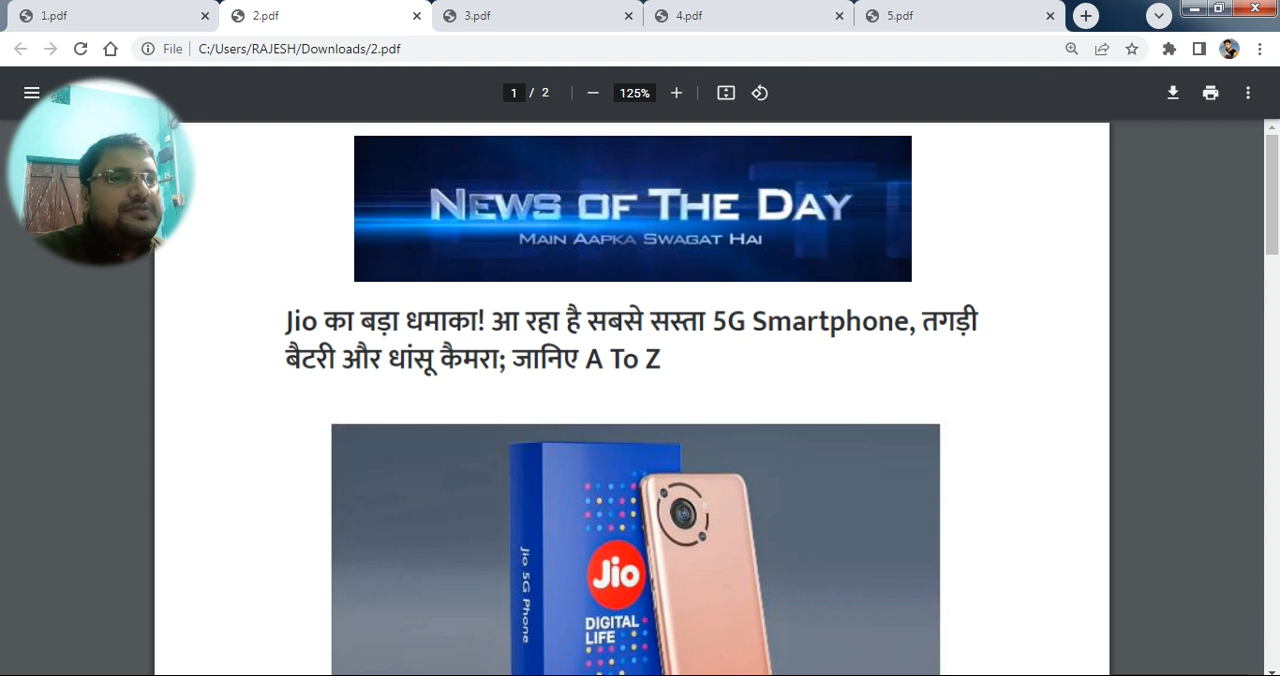 1.pdf
2.pdf
3.pdf
4.pdf
5.pdf
File
C:/Users/RAJESH/Downloads/2.pdf
1 / 2
125%
NEWS OF THE DAY
MAIN AAPKA SWAGAT HAI
Jio का बड़ा धमाका! आ रहा है सबसे सस्ता 5G Smartphone, तगड़ी
बैटरी और धांसू कैमरा; जानिए A To Z
Jio 5G Phone
Jio
DIGITAL
LIFE